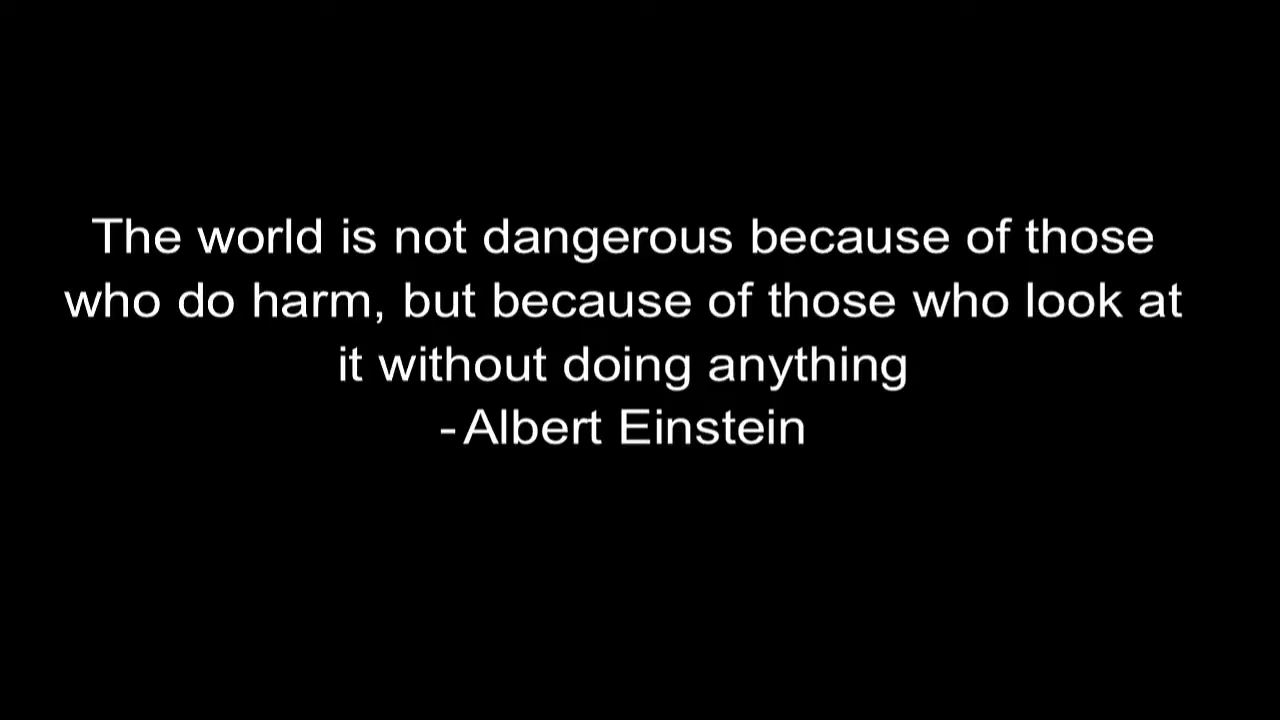 The world is not dangerous because of those
who do harm, but because of those who look at
it without doing anything
-Albert Einstein